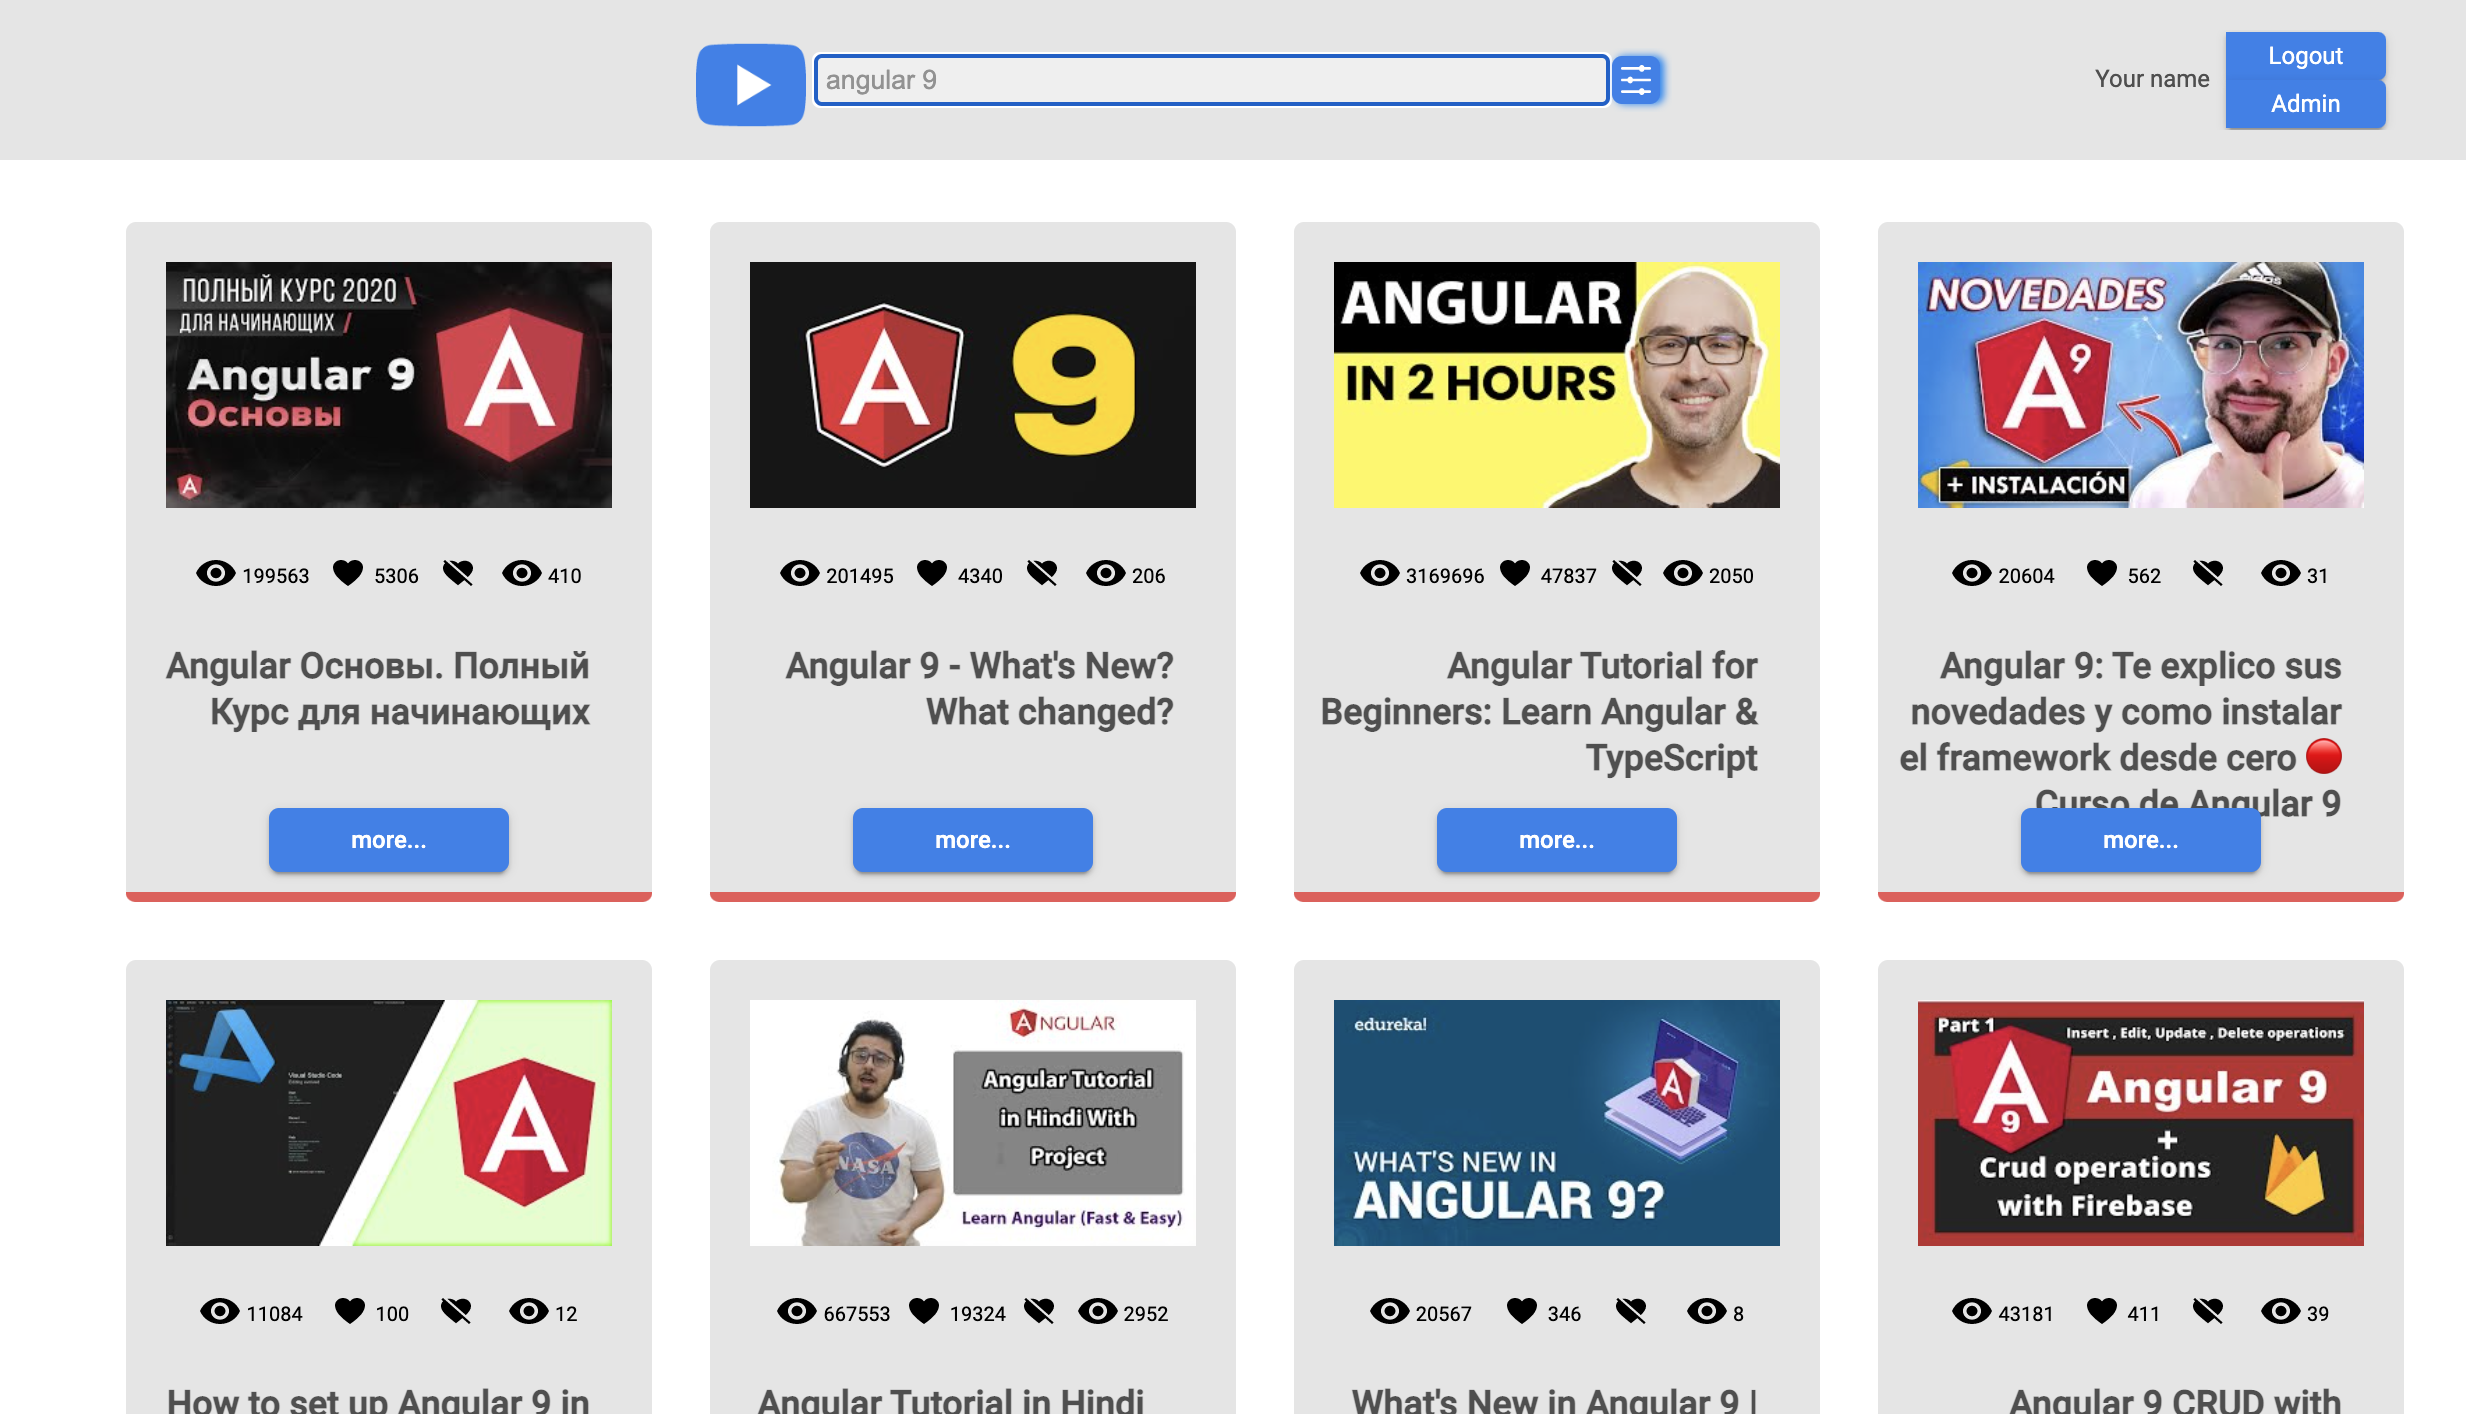 angular 9
Your name
Logout
Admin
ПОЛНЫЙ КУРС 2020
ДЛЯ НАЧИНАЮЩИХ
Angular 9
Основы
A
A
199563 5306 410
Angular Основы. Полный
Курс для начинающих
more...
A 9
201495 4340 206
Angular 9 - What's New?
What changed?
more...
ANGULAR
IN 2 HOURS
3169696 47837 2050
Angular Tutorial for
Beginners: Learn Angular &
TypeScript
more...
NOVEDADES
A9
+ INSTALACIÓN
20604 562 31
Angular 9: Te explico sus
novedades y como instalar
el framework desde cero 🔴
Curso de Angular 9
more...
Visual Studio Code
A
11084 100 12
How to set up Angular 9 in
ANGULAR
Angular Tutorial
in Hindi With
Project
Learn Angular (Fast & Easy)
NASA
667553 19324 2952
Angular Tutorial in Hindi
edureka!
A
WHAT'S NEW IN
ANGULAR 9?
20567 346 8
What's New in Angular 9 |
Part 1
Insert , Edit, Update , Delete operations
A
9
Angular 9
+
Crud operations
with Firebase
43181 411 39
Angular 9 CRUD with